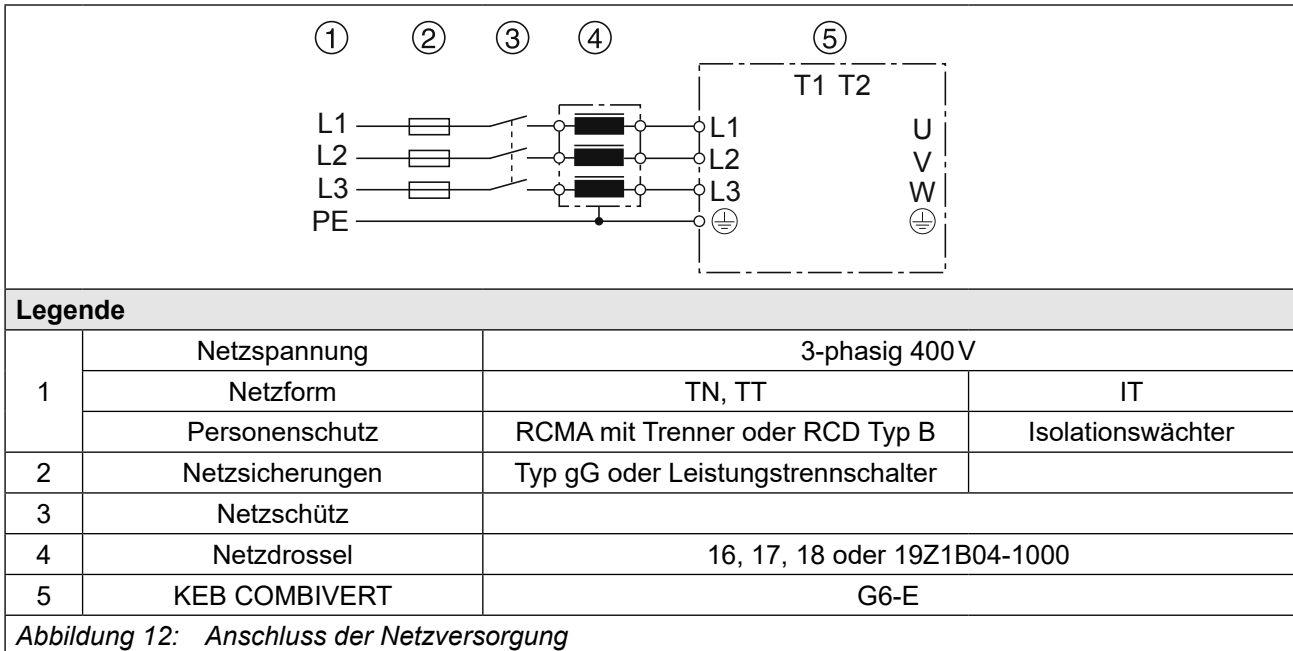 ① ② ③ ④ ⑤
T1 T2
L1 L1 U
L2 L2 V
L3 L3 W
PE
Legende
1 Netzspannung 3-phasig 400 V
Netzform TN, TT IT
Personenschutz RCMA mit Trenner oder RCD Typ B Isolationswächter
2 Netzsicherungen Typ gG oder Leistungstrennschalter
3 Netzschütz
4 Netzdrossel 16, 17, 18 oder 19Z1B04-1000
5 KEB COMBIVERT G6-E
Abbildung 12: Anschluss der Netzversorgung